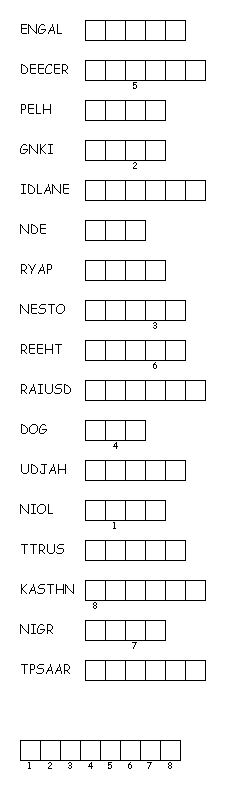 ENGAL
DEECER
5
PELH
GNKI
2
IDLANE
NDE
RYAP
NESTO
3
REEHT
6
RAIUSD
DOG
4
UDJAH
NIOL
1
TTRUS
KASTHN
8
NIGR
7
TPSAAR
1 2 3 4 5 6 7 8